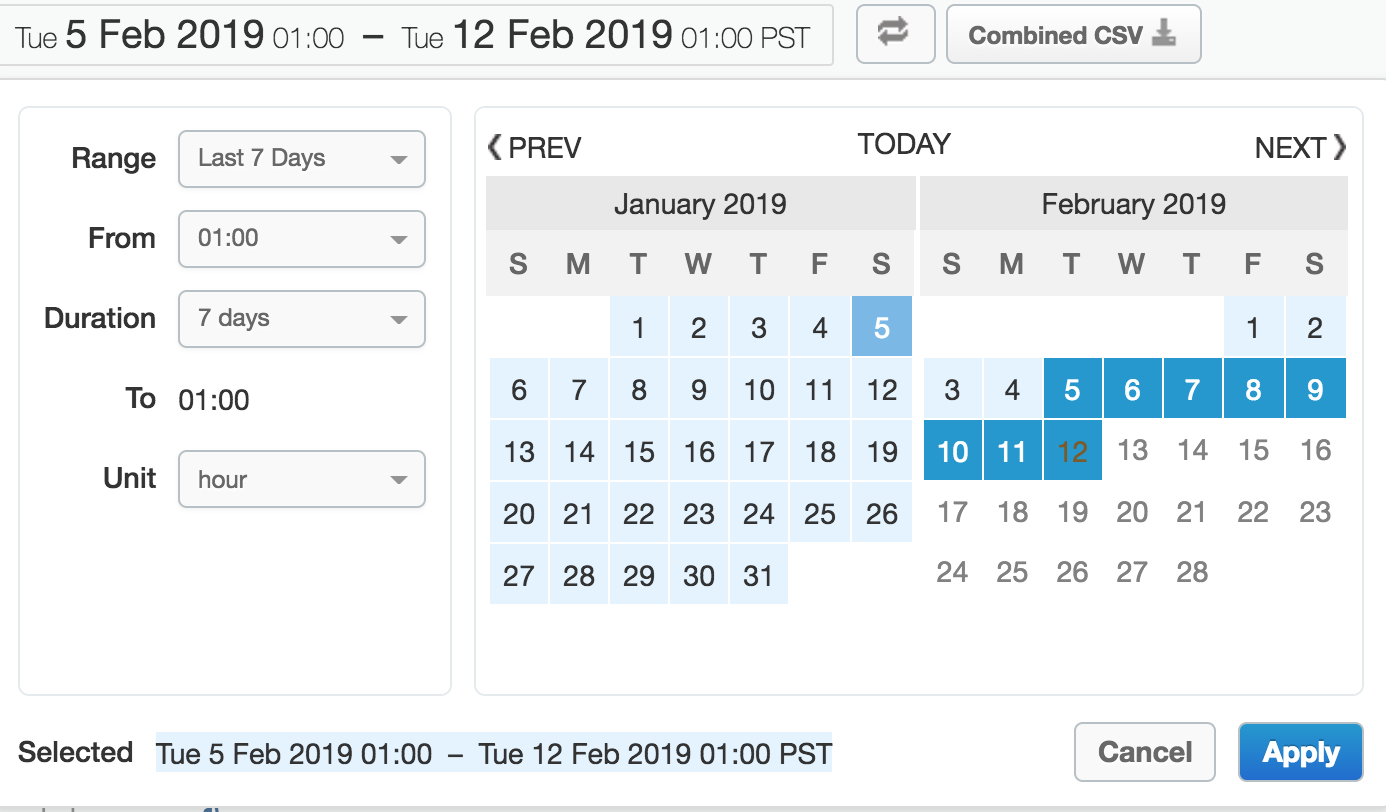 Tue 5 Feb 2019 01:00 – Tue 12 Feb 2019 01:00 PST
Combined CSV
Range Last 7 Days
From 01:00
Duration 7 days
To 01:00
Unit hour
PREV TODAY NEXT
January 2019
S M T W T F S
1 2 3 4 5
6 7 8 9 10 11 12
13 14 15 16 17 18 19
20 21 22 23 24 25 26
27 28 29 30 31
February 2019
S M T W T F S
1 2
3 4 5 6 7 8 9
10 11 12 13 14 15 16
17 18 19 20 21 22 23
24 25 26 27 28
Selected Tue 5 Feb 2019 01:00 – Tue 12 Feb 2019 01:00 PST
Cancel Apply